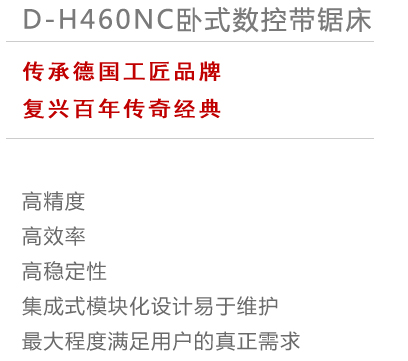 D-H460NC卧式数控带锯床
传承德国工匠品牌
复兴百年传奇经典
高精度
高效率
高稳定性
集成式模块化设计易于维护
最大程度满足用户的真正需求